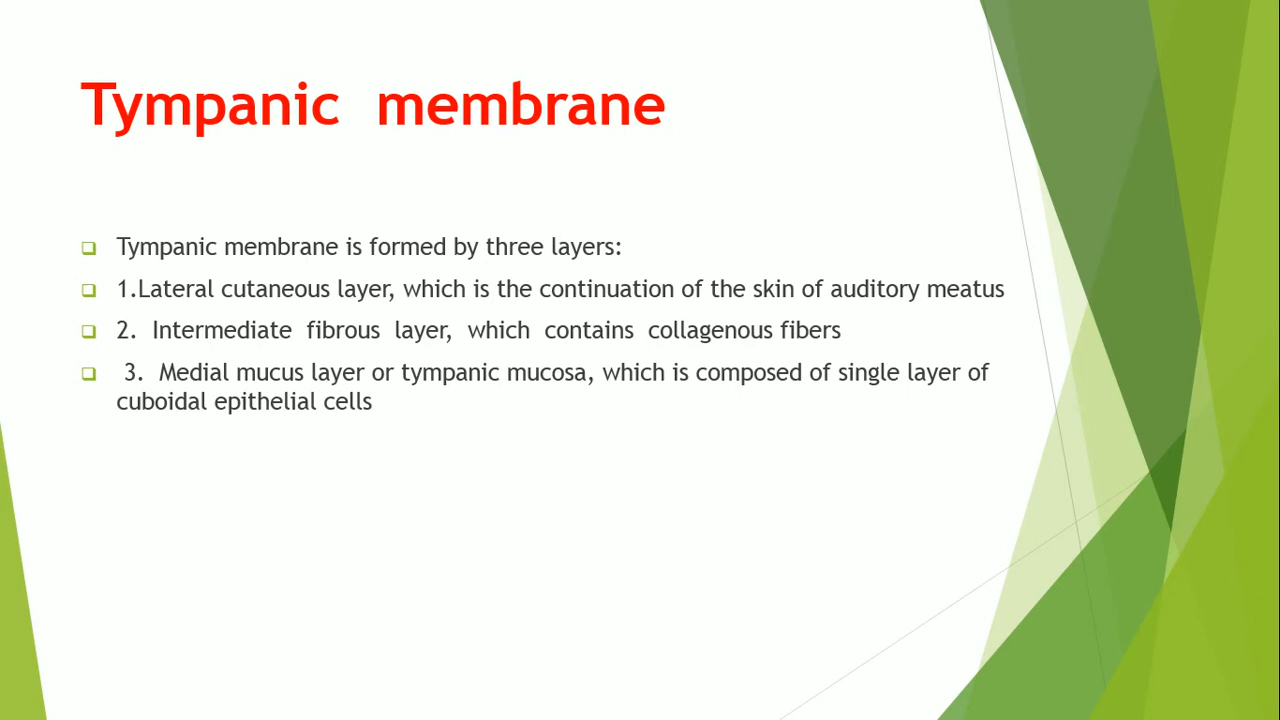 Tympanic membrane
Tympanic membrane is formed by three layers:
1.Lateral cutaneous layer, which is the continuation of the skin of auditory meatus
2. Intermediate fibrous layer, which contains collagenous fibers
3. Medial mucus layer or tympanic mucosa, which is composed of single layer of
cuboidal epithelial cells